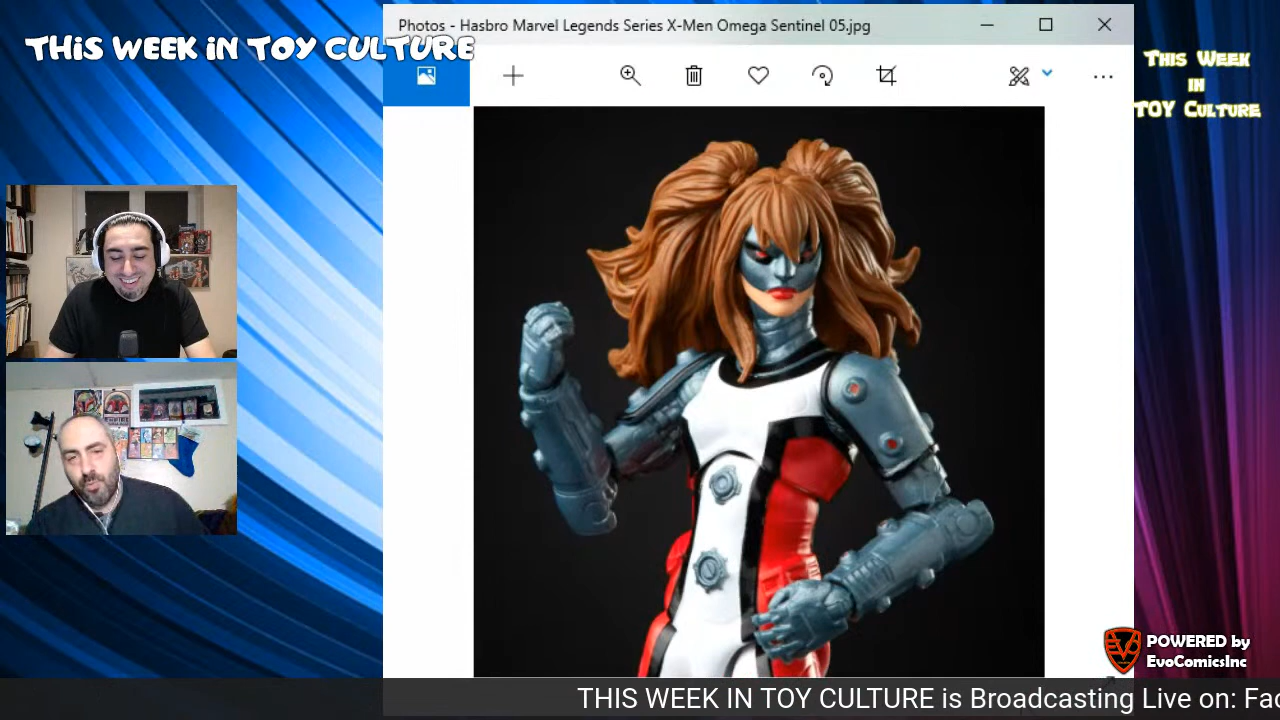 Photos - Hasbro Marvel Legends Series X-Men Omega Sentinel 05.jpg
THiS WEEK iN TOY CULTURE
This Week
in
TOY Culture
POWERED by
EvoComicsInc
THIS WEEK IN TOY CULTURE is Broadcasting Live on: Fac